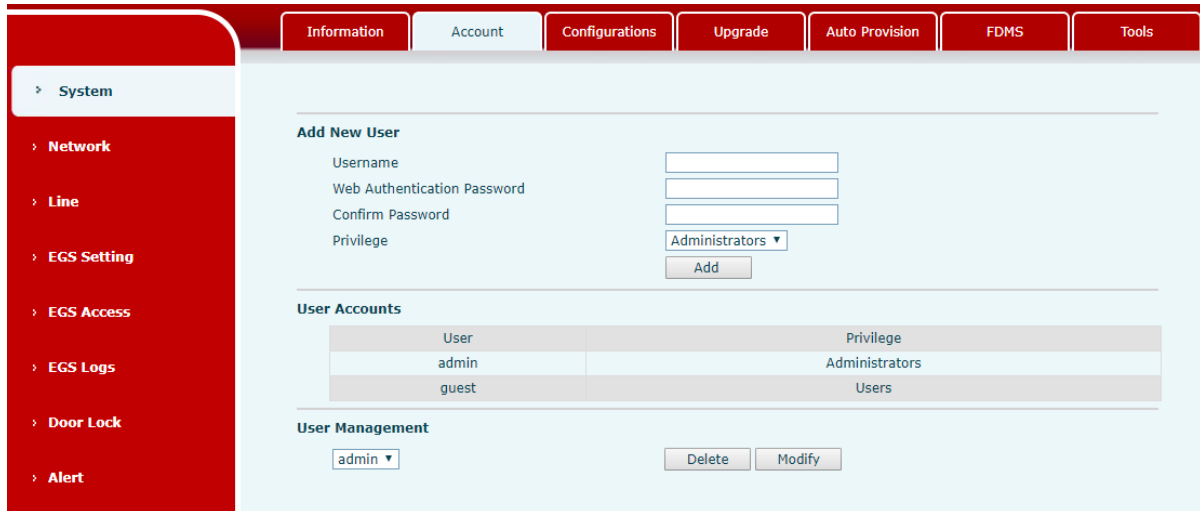 Information Account Configurations Upgrade Auto Provision FDMS Tools
System
Network
Line
EGS Setting
EGS Access
EGS Logs
Door Lock
Alert
Add New User
Username
Web Authentication Password
Confirm Password
Privilege Administrators
Add
User Accounts
User Privilege
admin Administrators
guest Users
User Management
admin Delete Modify